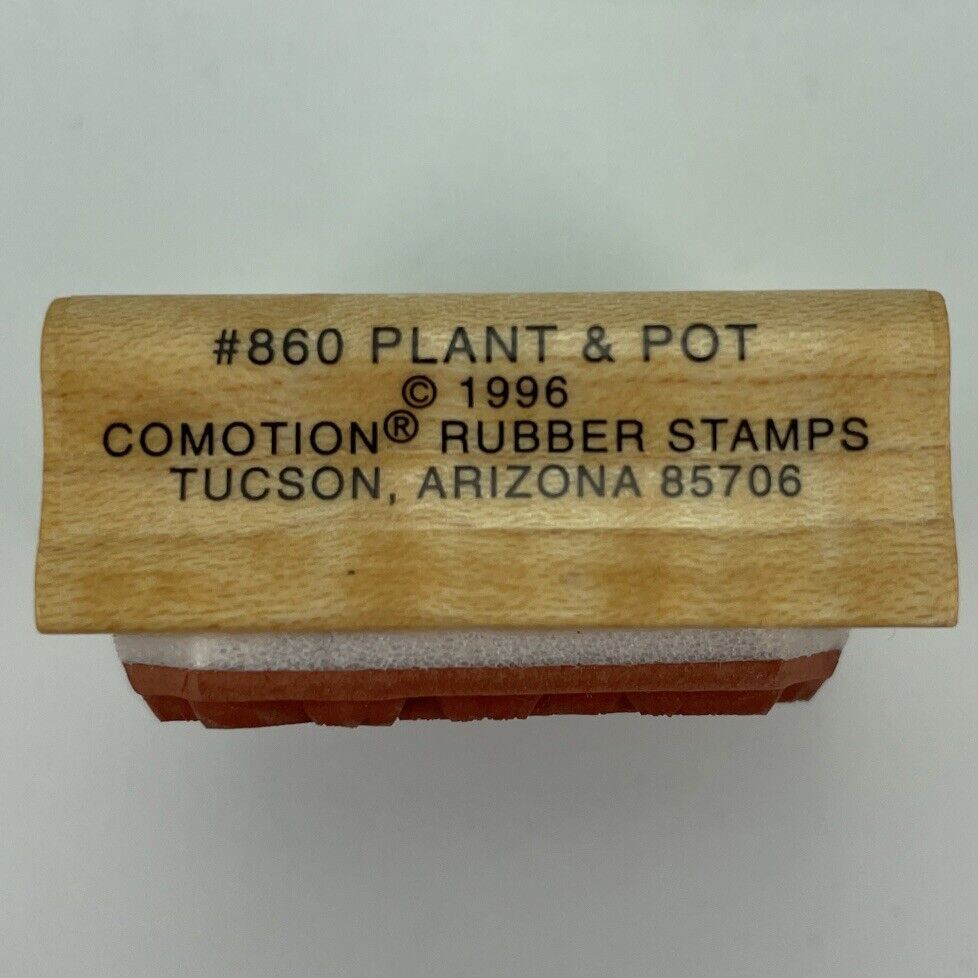 #860 PLANT & POT
© 1996
COMOTION® RUBBER STAMPS
TUCSON, ARIZONA 85706